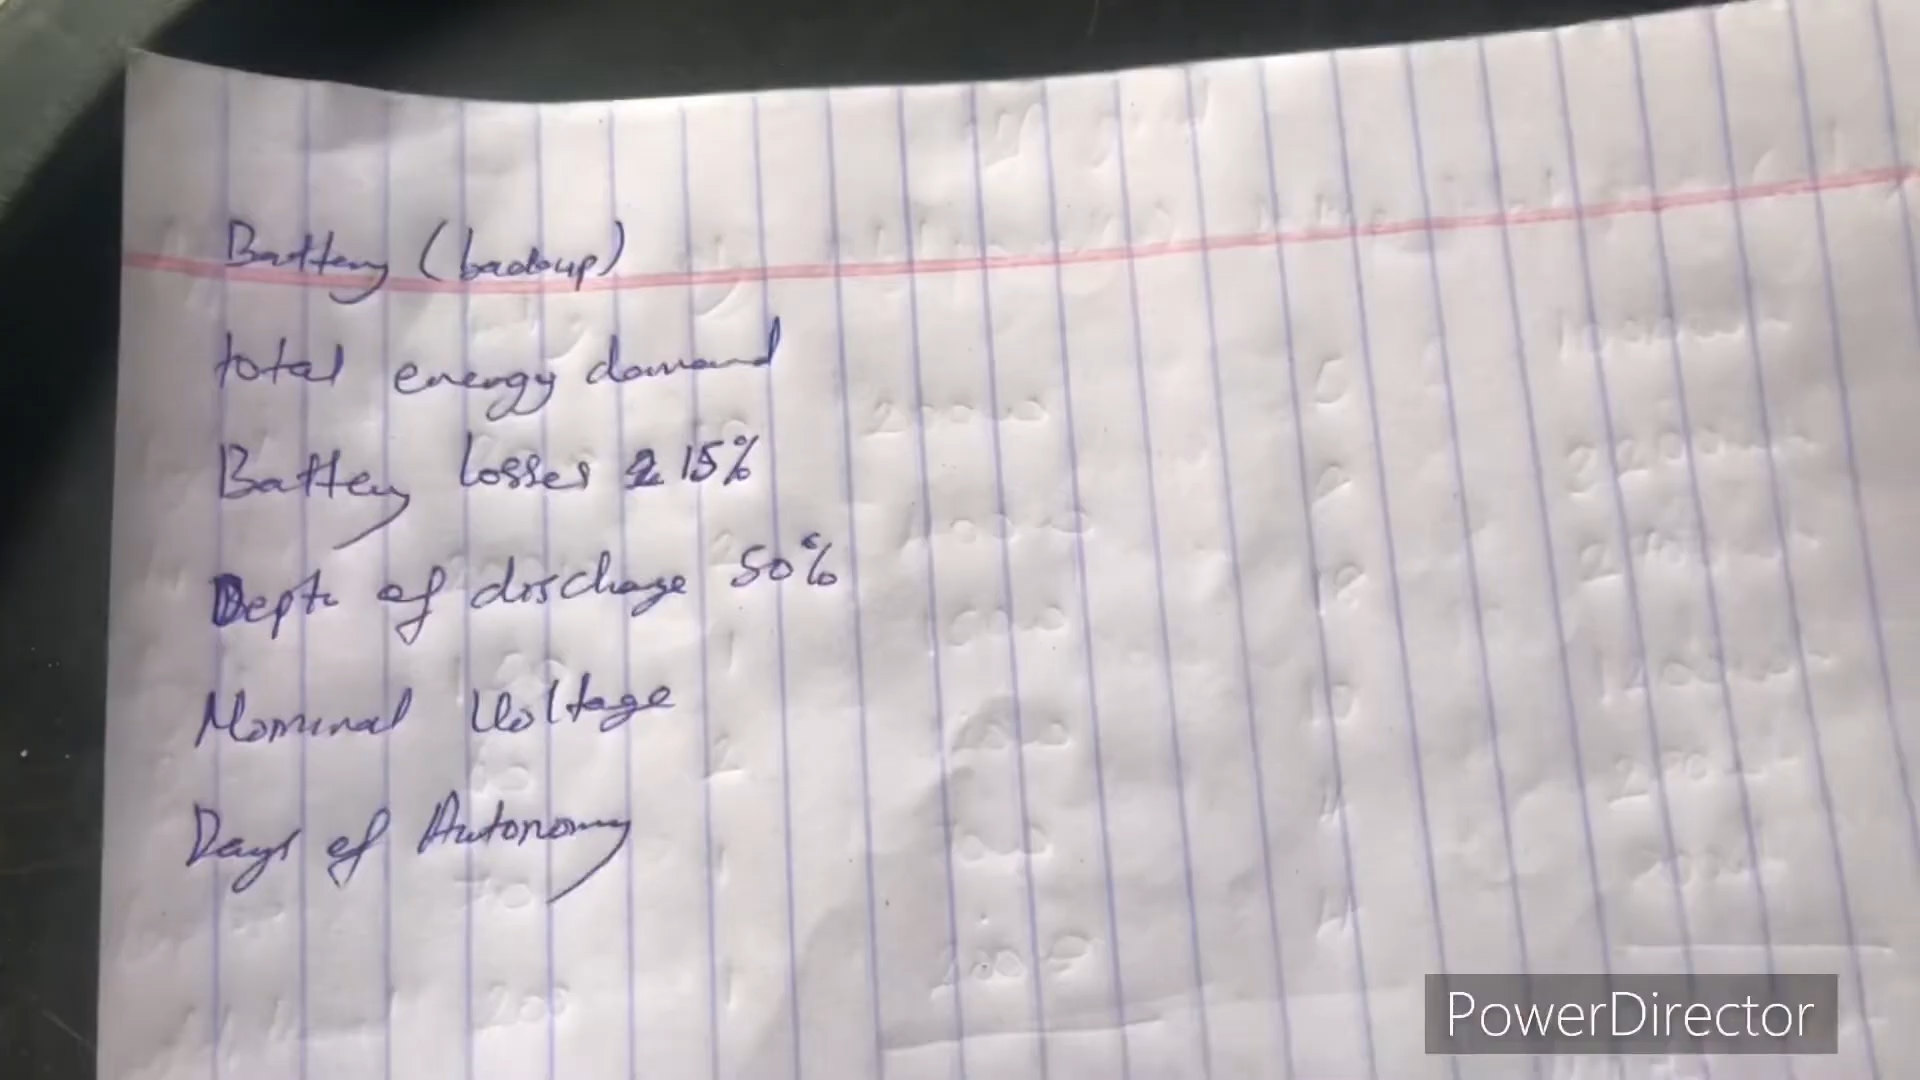 Battery (backup)
total energy demand
Battery losses 15%
Depth of discharge 50%
Nominal Voltage
Days of Autonomy
PowerDirector